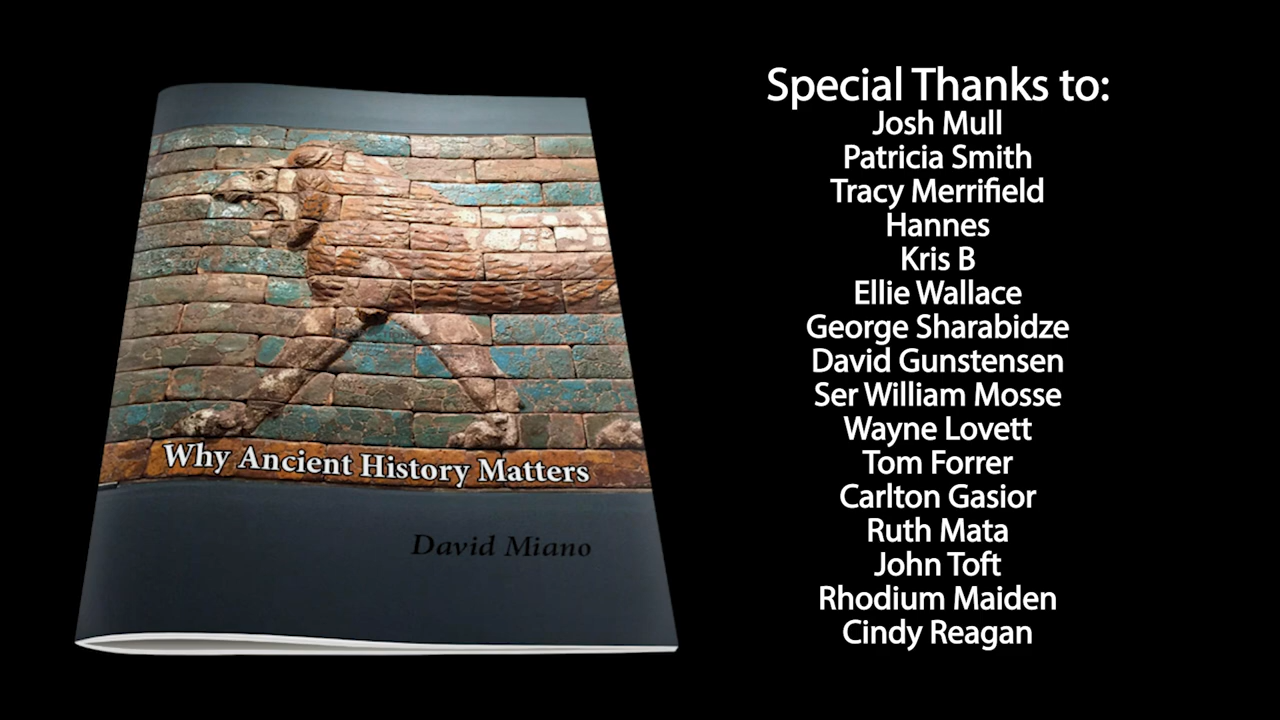 Why Ancient History Matters
David Miano
Special Thanks to:
Josh Mull
Patricia Smith
Tracy Merrifield
Hannes
Kris B
Ellie Wallace
George Sharabidze
David Gunstensen
Ser William Mosse
Wayne Lovett
Tom Forrer
Carlton Gasior
Ruth Mata
John Toft
Rhodium Maiden
Cindy Reagan